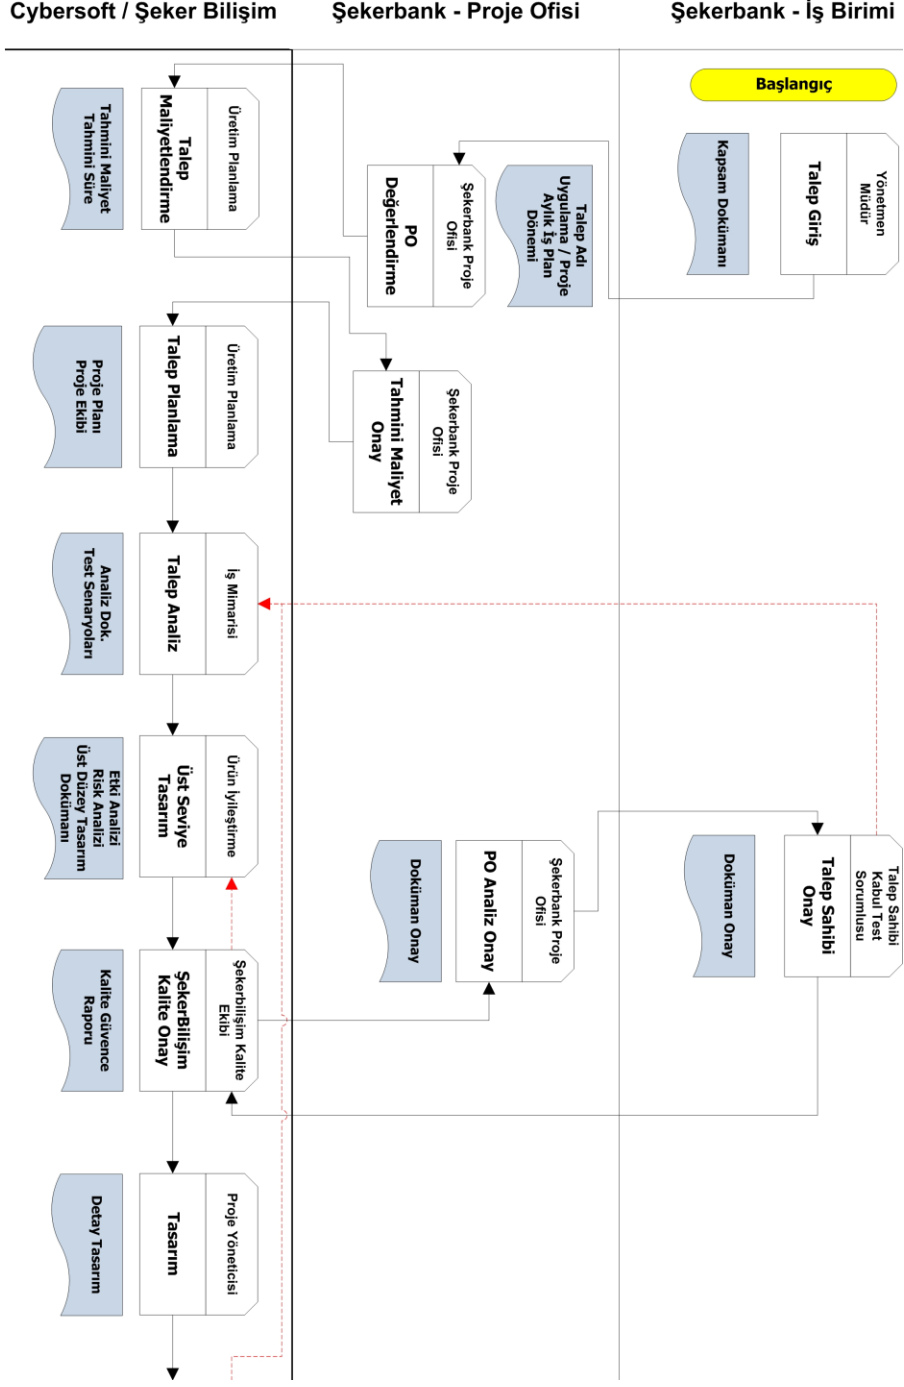 Cybersoft / Şeker Bilişim
Şekerbank - Proje Ofisi
Şekerbank - İş Birimi
Başlangıç
Yönetmen
Müdür
Talep Giriş
Kapsam Dokümanı
Talep Adı
Uygulama / Proje
Aylık İş Plan
Dönemi
Şekerbank Proje
Ofisi
PO
Değerlendirme
Üretim Planlama
Talep
Maliyetlendirme
Tahmini Maliyet
Tahmini Süre
Şekerbank Proje
Ofisi
Tahmini Maliyet
Onay
Üretim Planlama
Talep Planlama
Proje Planı
Proje Ekibi
İş Mimarisi
Talep Analiz
Analiz Dok.
Test Senaryoları
Ürün İyileştirme
Üst Seviye
Tasarım
Etki Analizi
Risk Analizi
Üst Düzey Tasarım
Dokümanı
Talep Sahibi
Kabul Test
Sorumlusu
Talep Sahibi
Onay
Doküman Onay
Şekerbank Proje
Ofisi
PO Analiz Onay
Doküman Onay
Şekerbilişim Kalite
Ekibi
ŞekerBilişim
Kalite Onay
Kalite Güvence
Raporu
Proje Yöneticisi
Tasarım
Detay Tasarım